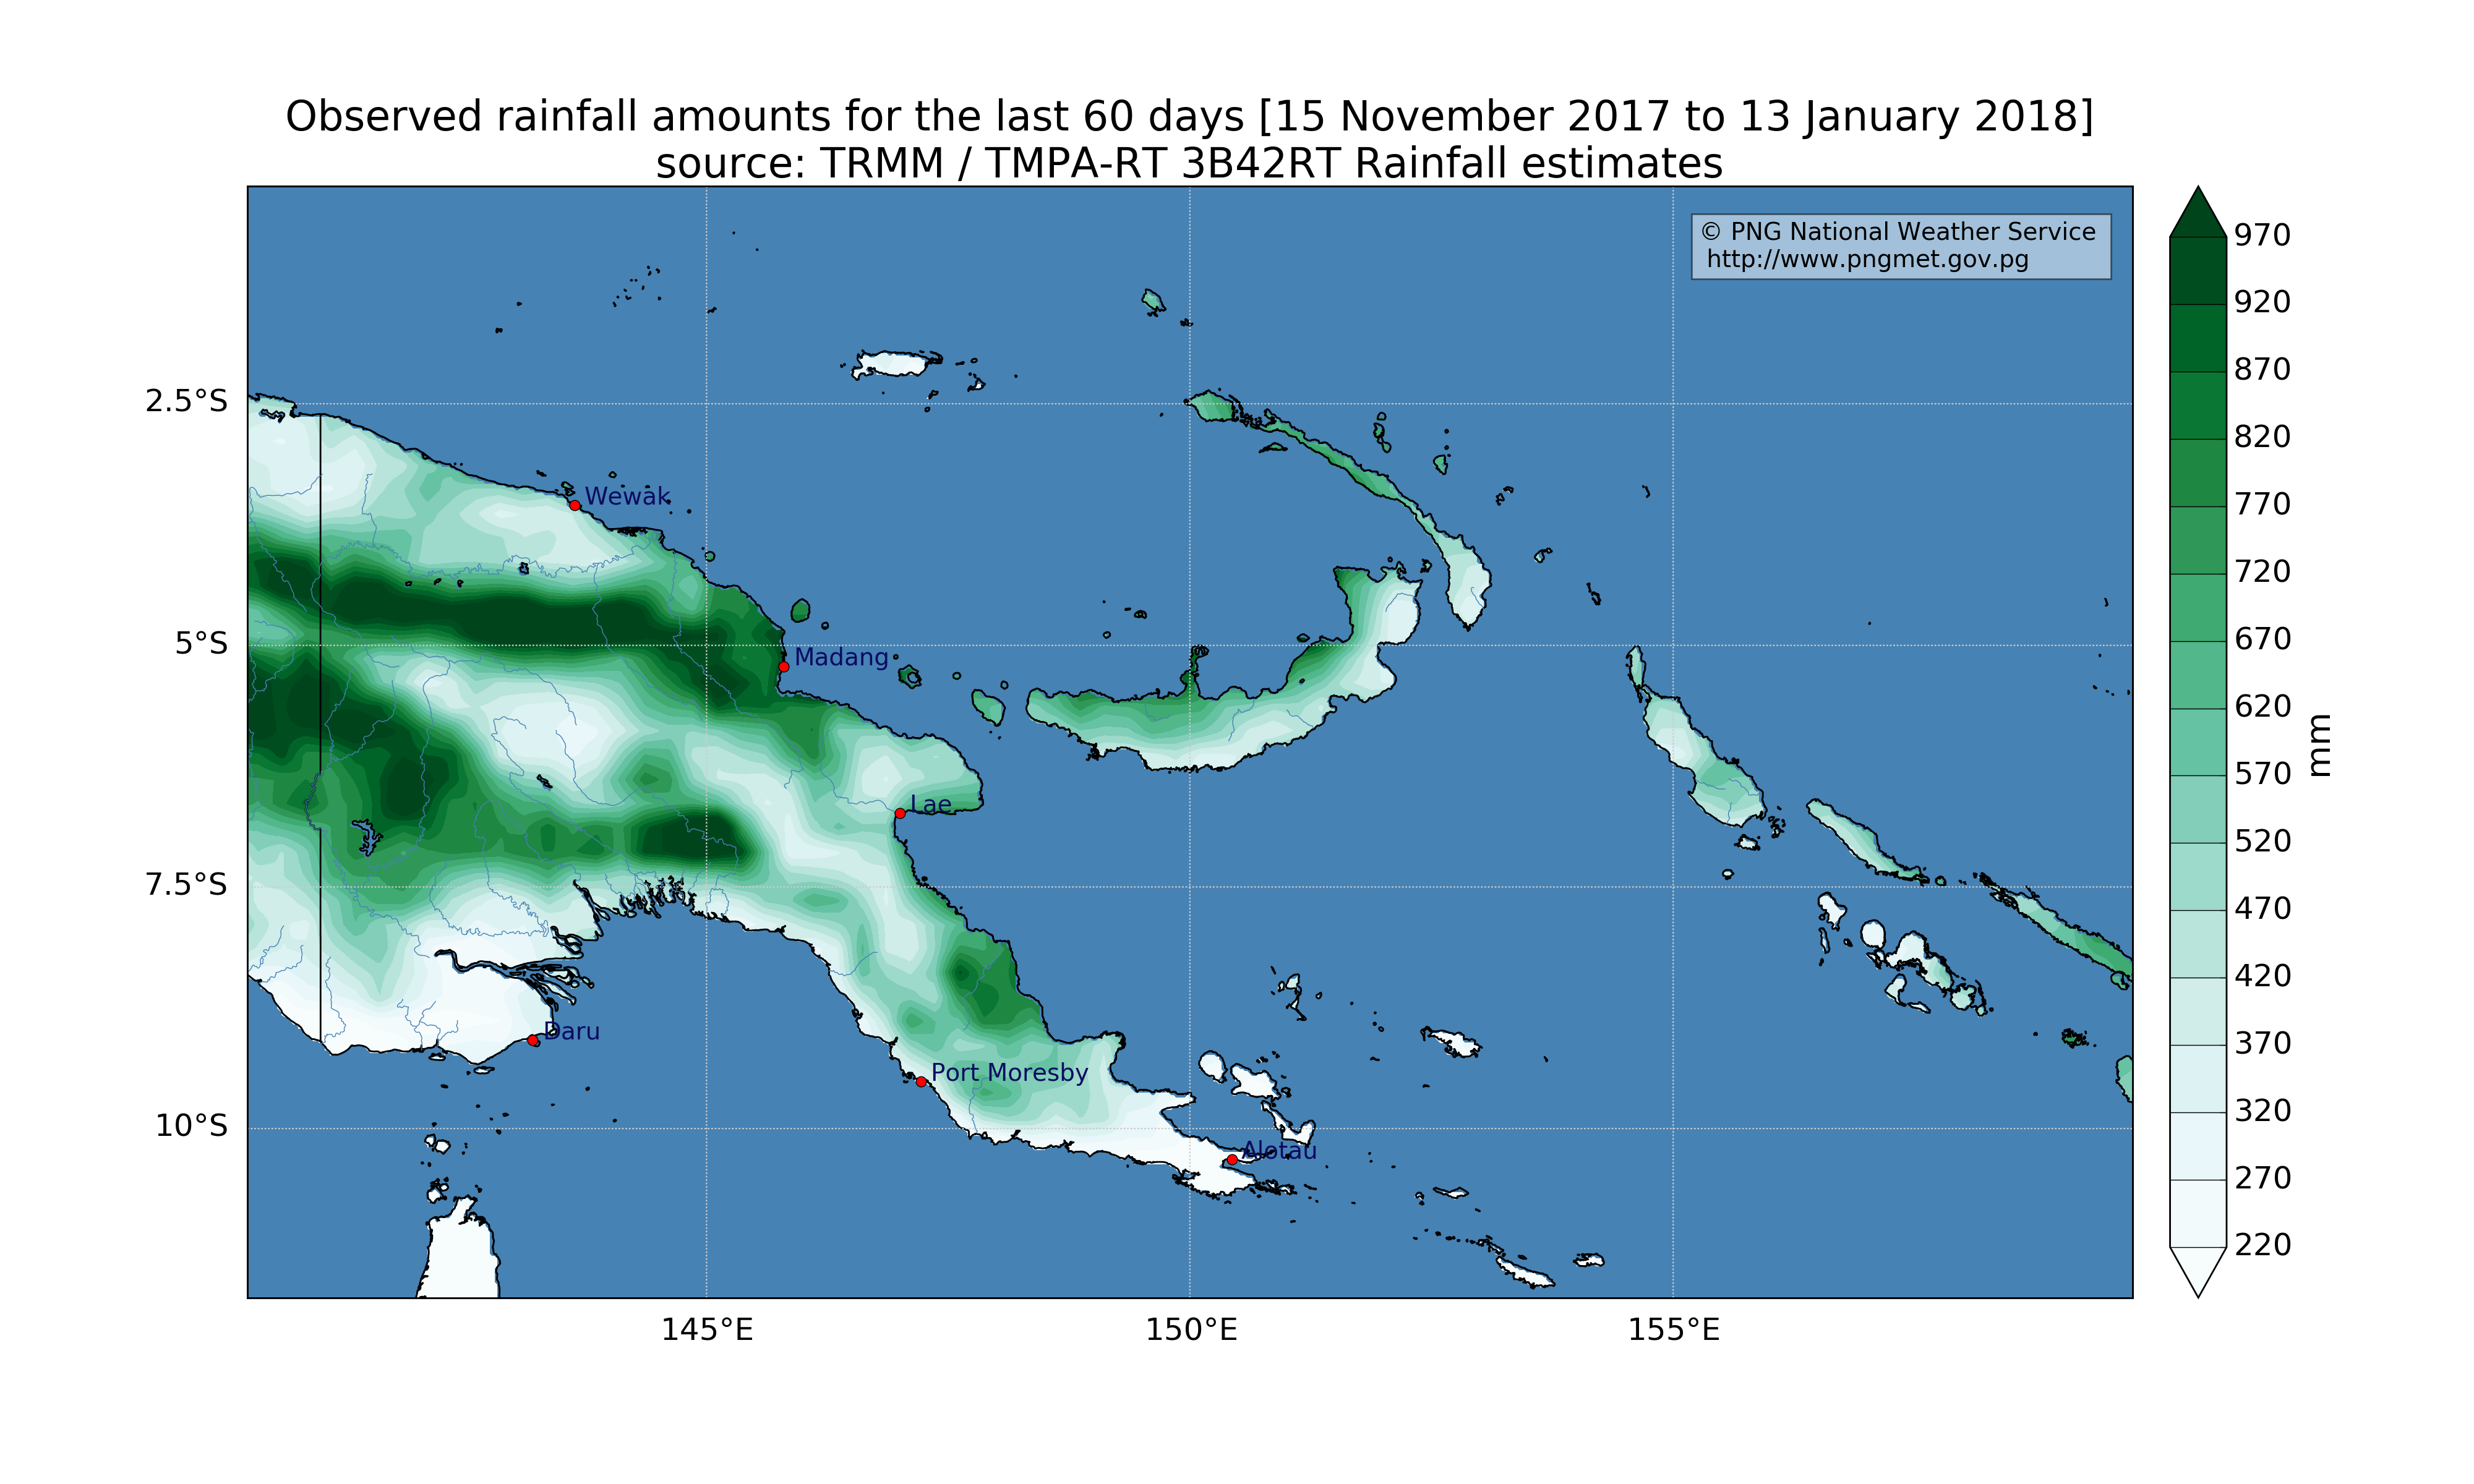 Observed rainfall amounts for the last 60 days [15 November 2017 to 13 January 2018]
source: TRMM / TMPA-RT 3B42RT Rainfall estimates
© PNG National Weather Service
http://www.pngmet.gov.pg
2.5°S
5°S
7.5°S
10°S
Wewak
Madang
Lae
Daru
Port Moresby
Alotau
145°E
150°E
155°E
970
920
870
820
770
720
670
620
570
520
470
420
370
320
270
220
mm